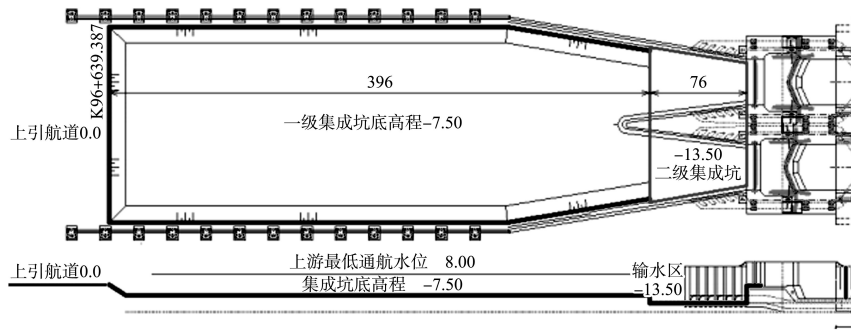 K96+639.387
396
76
一级集成坑底高程-7.50
上引航道0.0
-13.50
二级集成坑
上游最低通航水位 8.00
输水区
上引航道0.0
集成坑底高程 -7.50
-13.50